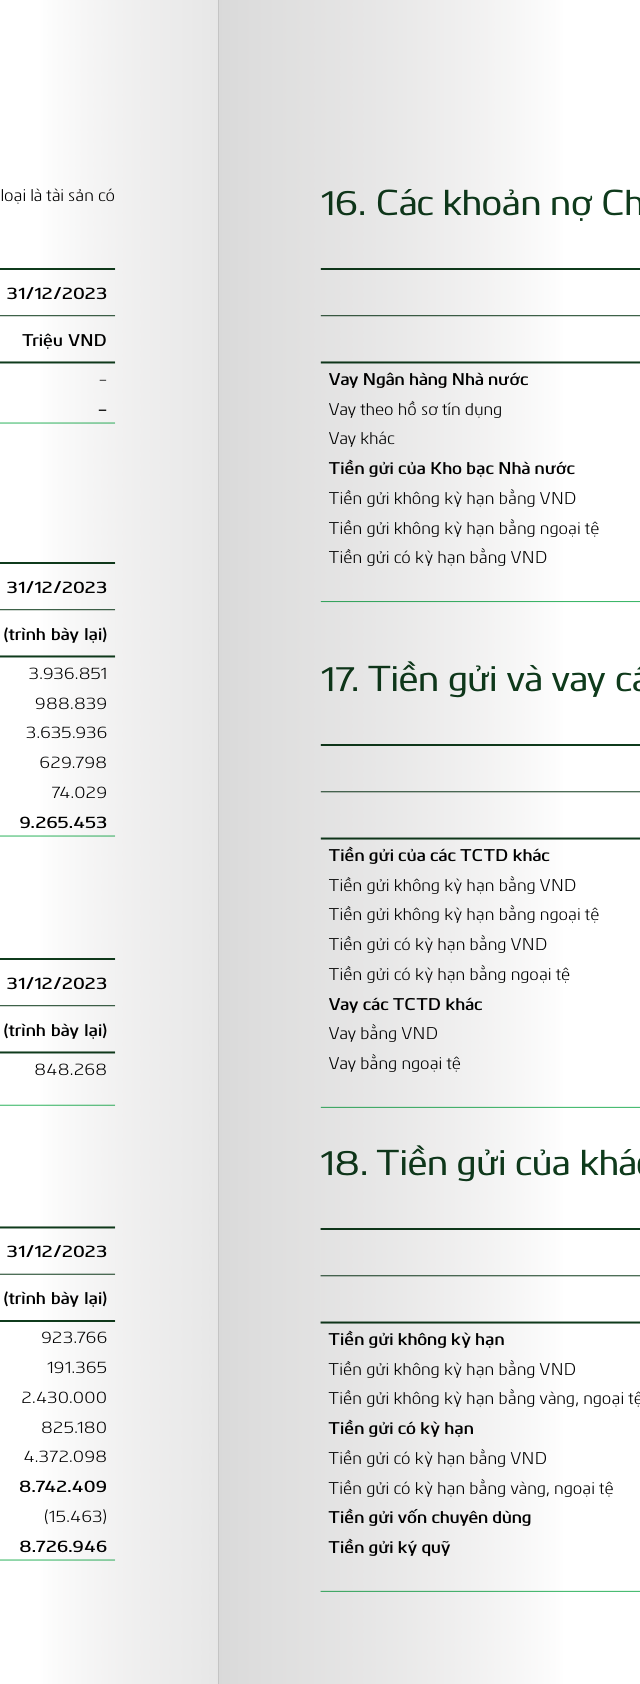 loại là tài sản có
31/12/2023
Triệu VND
–
–
31/12/2023
(trình bày lại)
3.936.851
988.839
3.635.936
629.798
74.029
9.265.453
31/12/2023
(trình bày lại)
848.268
31/12/2023
(trình bày lại)
923.766
191.365
2.430.000
825.180
4.372.098
8.742.409
(15.463)
8.726.946
16. Các khoản nợ Ch
Vay Ngân hàng Nhà nước
Vay theo hồ sơ tín dụng
Vay khác
Tiền gửi của Kho bạc Nhà nước
Tiền gửi không kỳ hạn bằng VND
Tiền gửi không kỳ hạn bằng ngoại tệ
Tiền gửi có kỳ hạn bằng VND
17. Tiền gửi và vay cá
Tiền gửi của các TCTD khác
Tiền gửi không kỳ hạn bằng VND
Tiền gửi không kỳ hạn bằng ngoại tệ
Tiền gửi có kỳ hạn bằng VND
Tiền gửi có kỳ hạn bằng ngoại tệ
Vay các TCTD khác
Vay bằng VND
Vay bằng ngoại tệ
18. Tiền gửi của khác
Tiền gửi không kỳ hạn
Tiền gửi không kỳ hạn bằng VND
Tiền gửi không kỳ hạn bằng vàng, ngoại tệ
Tiền gửi có kỳ hạn
Tiền gửi có kỳ hạn bằng VND
Tiền gửi có kỳ hạn bằng vàng, ngoại tệ
Tiền gửi vốn chuyên dùng
Tiền gửi ký quỹ